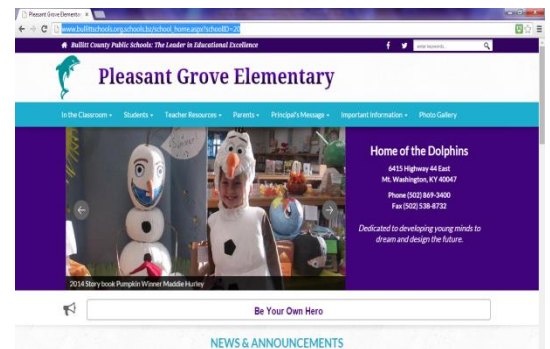 Pleasant Grove Elementar
www.bullittschools.org.schools.bz/school_home.aspx?schoolID=20
Bullitt County Public Schools: The Leader in Educational Excellence
enter keywords
Pleasant Grove Elementary
In the Classroom
Students
Teacher Resources
Parents
Principal's Message
Important Information
Photo Gallery
Summer
Home of the Dolphins
6415 Highway 44 East
Mt. Washington, KY 40047
Phone (502) 869-3400
Fax (502) 538-8732
Dedicated to developing young minds to
dream and design the future.
2014 Story book Pumpkin Winner Maddie Hurley
Be Your Own Hero
NEWS & ANNOUNCEMENTS